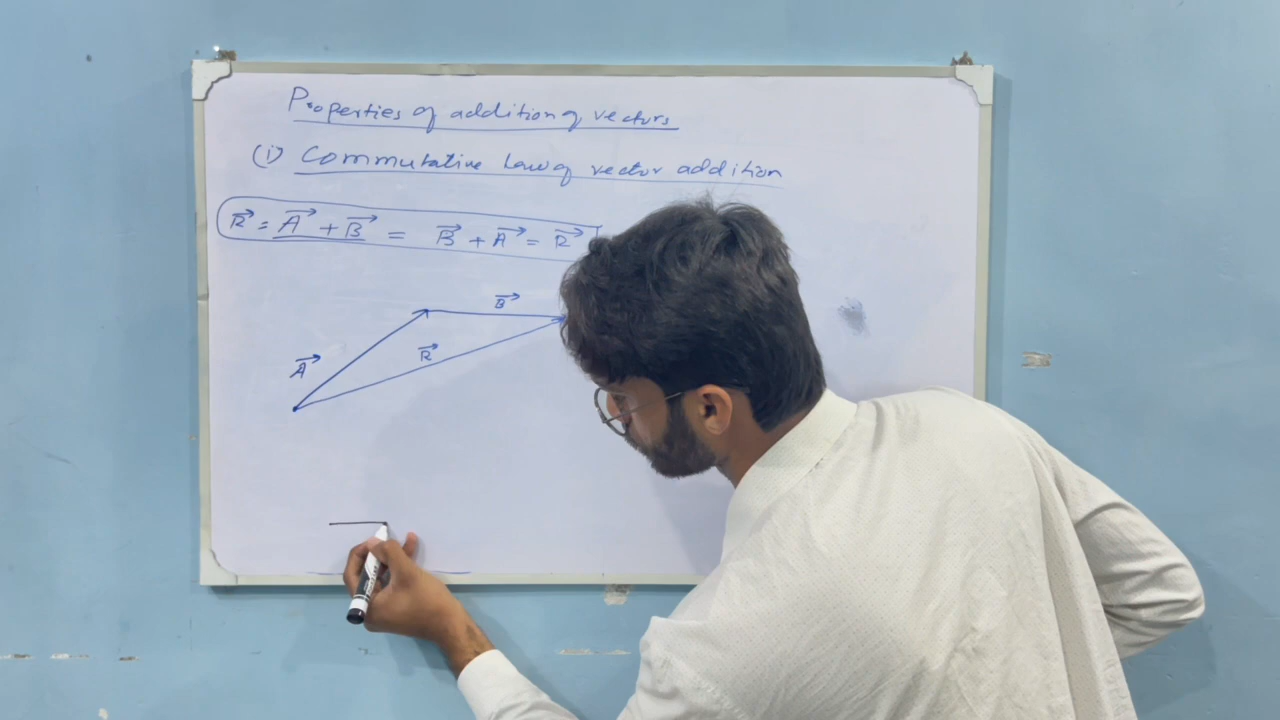 Properties of addition of vectors
(i) Commutative Law of vector addition
R⃗ = A⃗ + B⃗ = B⃗ + A⃗ = R⃗
B⃗
R⃗
A⃗